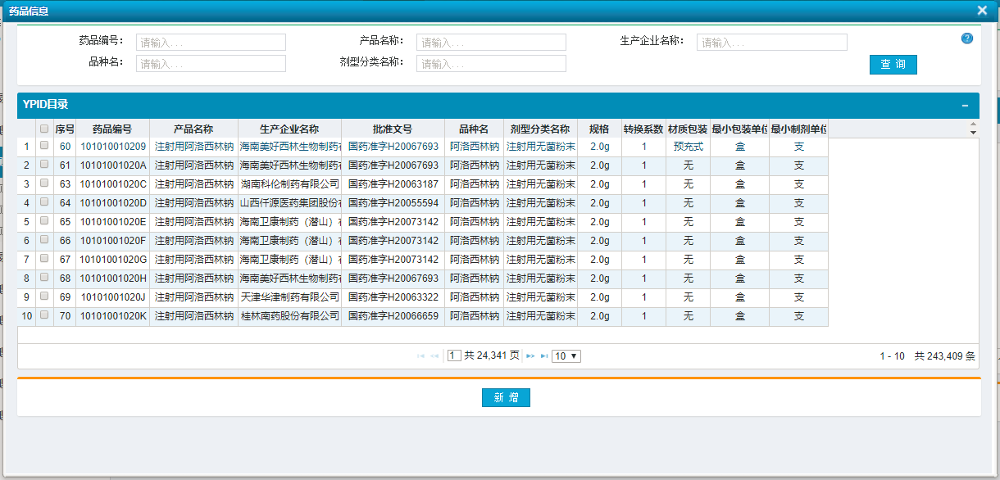 药品信息
药品编号： 请输入... 产品名称： 请输入... 生产企业名称： 请输入...
品种名： 请输入... 剂型分类名称： 请输入...
查 询
YPID目录
序号 药品编号 产品名称 生产企业名称 批准文号 品种名 剂型分类名称 规格 转换系数 材质包装 最小包装单位 最小制剂单位
1 60 101010010209 注射用阿洛西林钠 海南美好西林生物制药有 国药准字H20067693 阿洛西林钠 注射用无菌粉末 2.0g 1 预充式 盒 支
2 61 10101001020A 注射用阿洛西林钠 海南美好西林生物制药有 国药准字H20067693 阿洛西林钠 注射用无菌粉末 2.0g 1 无 盒 支
3 63 10101001020C 注射用阿洛西林钠 湖南科伦制药有限公司 国药准字H20063187 阿洛西林钠 注射用无菌粉末 2.0g 1 无 盒 支
4 64 10101001020D 注射用阿洛西林钠 山西仟源医药集团股份有 国药准字H20055594 阿洛西林钠 注射用无菌粉末 2.0g 1 无 盒 支
5 65 10101001020E 注射用阿洛西林钠 海南卫康制药（潜山）有 国药准字H20073142 阿洛西林钠 注射用无菌粉末 2.0g 1 无 盒 支
6 66 10101001020F 注射用阿洛西林钠 海南卫康制药（潜山）有 国药准字H20073142 阿洛西林钠 注射用无菌粉末 2.0g 1 无 盒 支
7 67 10101001020G 注射用阿洛西林钠 海南卫康制药（潜山）有 国药准字H20073142 阿洛西林钠 注射用无菌粉末 2.0g 1 无 盒 支
8 68 10101001020H 注射用阿洛西林钠 海南美好西林生物制药有 国药准字H20067693 阿洛西林钠 注射用无菌粉末 2.0g 1 无 盒 支
9 69 10101001020J 注射用阿洛西林钠 天津华津制药有限公司 国药准字H20063322 阿洛西林钠 注射用无菌粉末 2.0g 1 无 盒 支
10 70 10101001020K 注射用阿洛西林钠 桂林南药股份有限公司 国药准字H20066659 阿洛西林钠 注射用无菌粉末 2.0g 1 无 盒 支
1 共 24,341 页 10 1 - 10 共 243,409 条
新 增